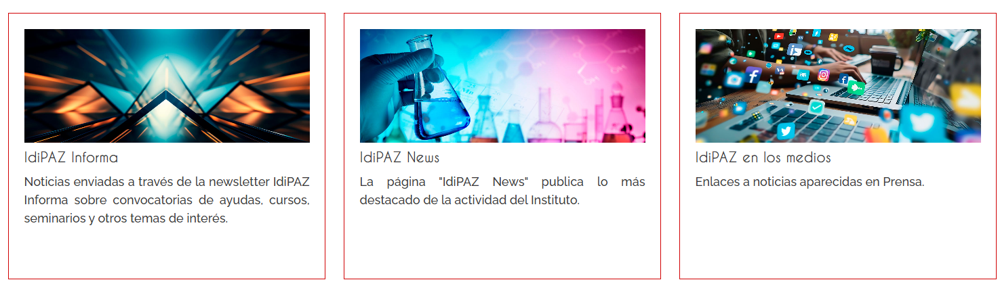 IdiPAZ Informa
Noticias enviadas a través de la newsletter IdiPAZ
Informa sobre convocatorias de ayudas, cursos,
seminarios y otros temas de interés.
IdiPAZ News
La página "IdiPAZ News" publica lo más
destacado de la actividad del Instituto.
IdiPAZ en los medios
Enlaces a noticias aparecidas en Prensa.